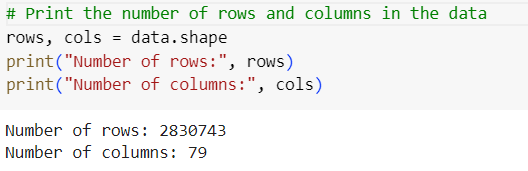 # Print the number of rows and columns in the data
rows, cols = data.shape
print("Number of rows:", rows)
print("Number of columns:", cols)
Number of rows: 2830743
Number of columns: 79